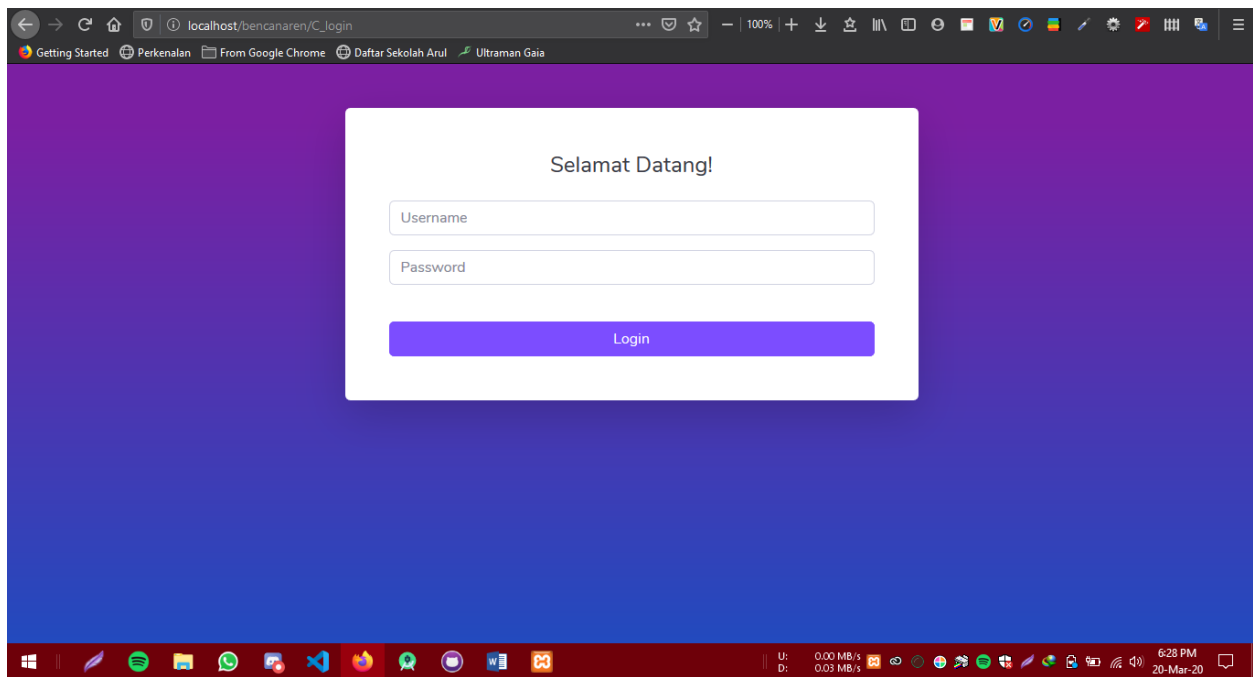 localhost/bencanaren/C_login
100%
Getting Started Perkenalan From Google Chrome Daftar Sekolah Arul Ultraman Gaia
Selamat Datang!
Username
Password
Login
U: 0.00 MB/s
D: 0.03 MB/s
6:28 PM
20-Mar-20